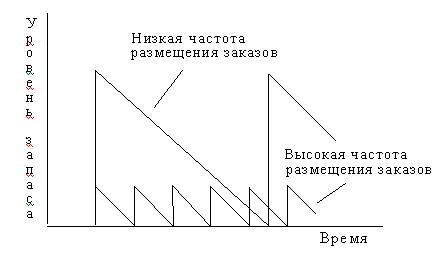 Уровень запаса
Низкая частота
размещения заказов
Высокая частота
размещения заказов
Время